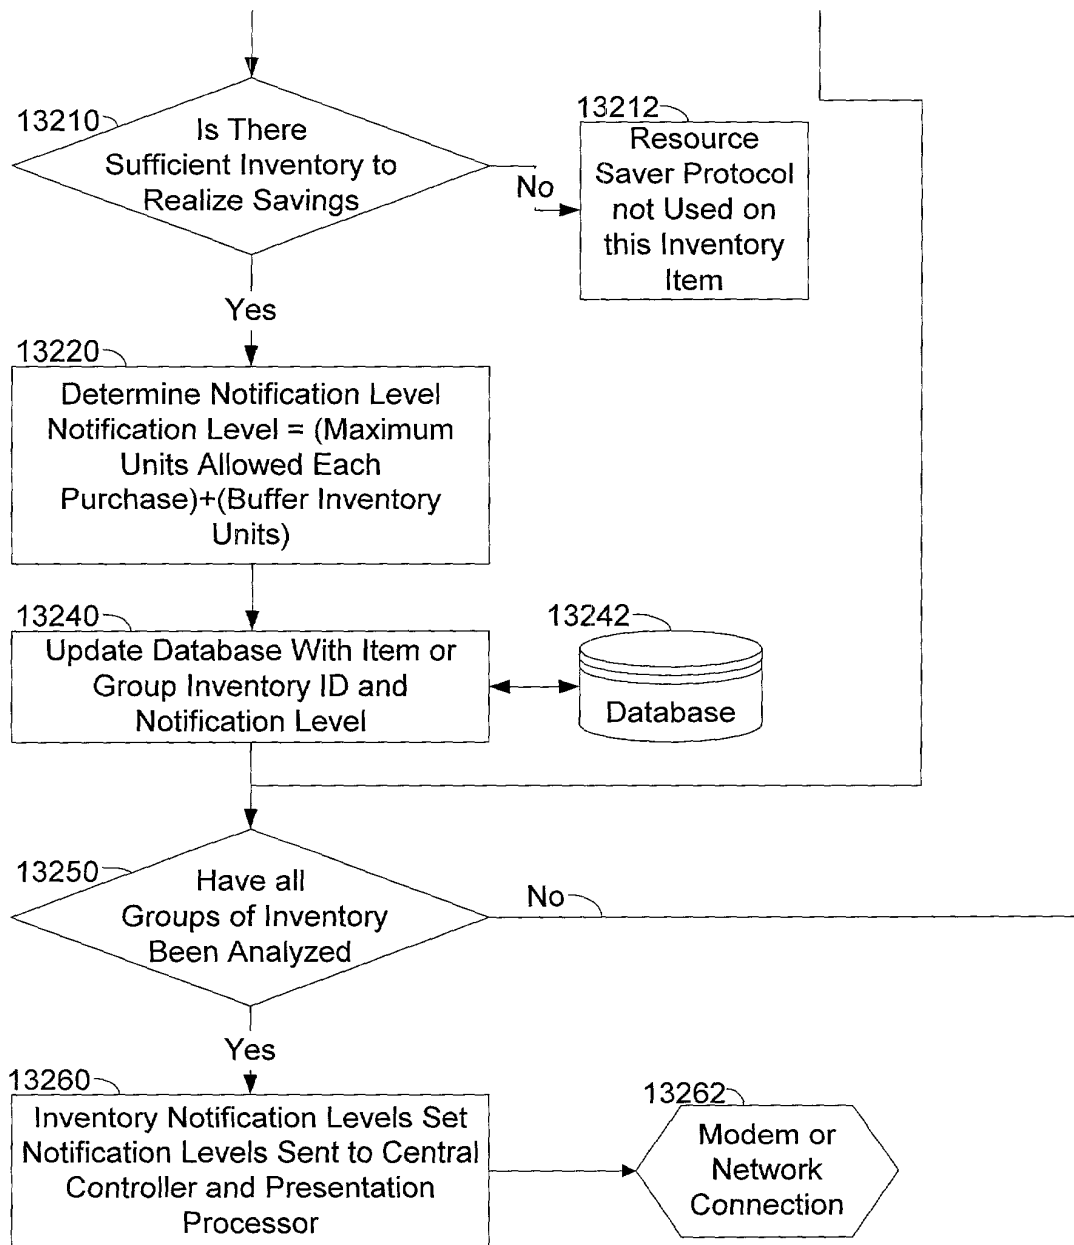 13210
Is There
Sufficient Inventory to
Realize Savings
No
13212
Resource
Saver Protocol
not Used on
this Inventory
Item
Yes
13220
Determine Notification Level
Notification Level = (Maximum
Units Allowed Each
Purchase)+(Buffer Inventory
Units)
13240
Update Database With Item or
Group Inventory ID and
Notification Level
13242
Database
13250
Have all
Groups of Inventory
Been Analyzed
No
Yes
13260
Inventory Notification Levels Set
Notification Levels Sent to Central
Controller and Presentation
Processor
13262
Modem or
Network
Connection